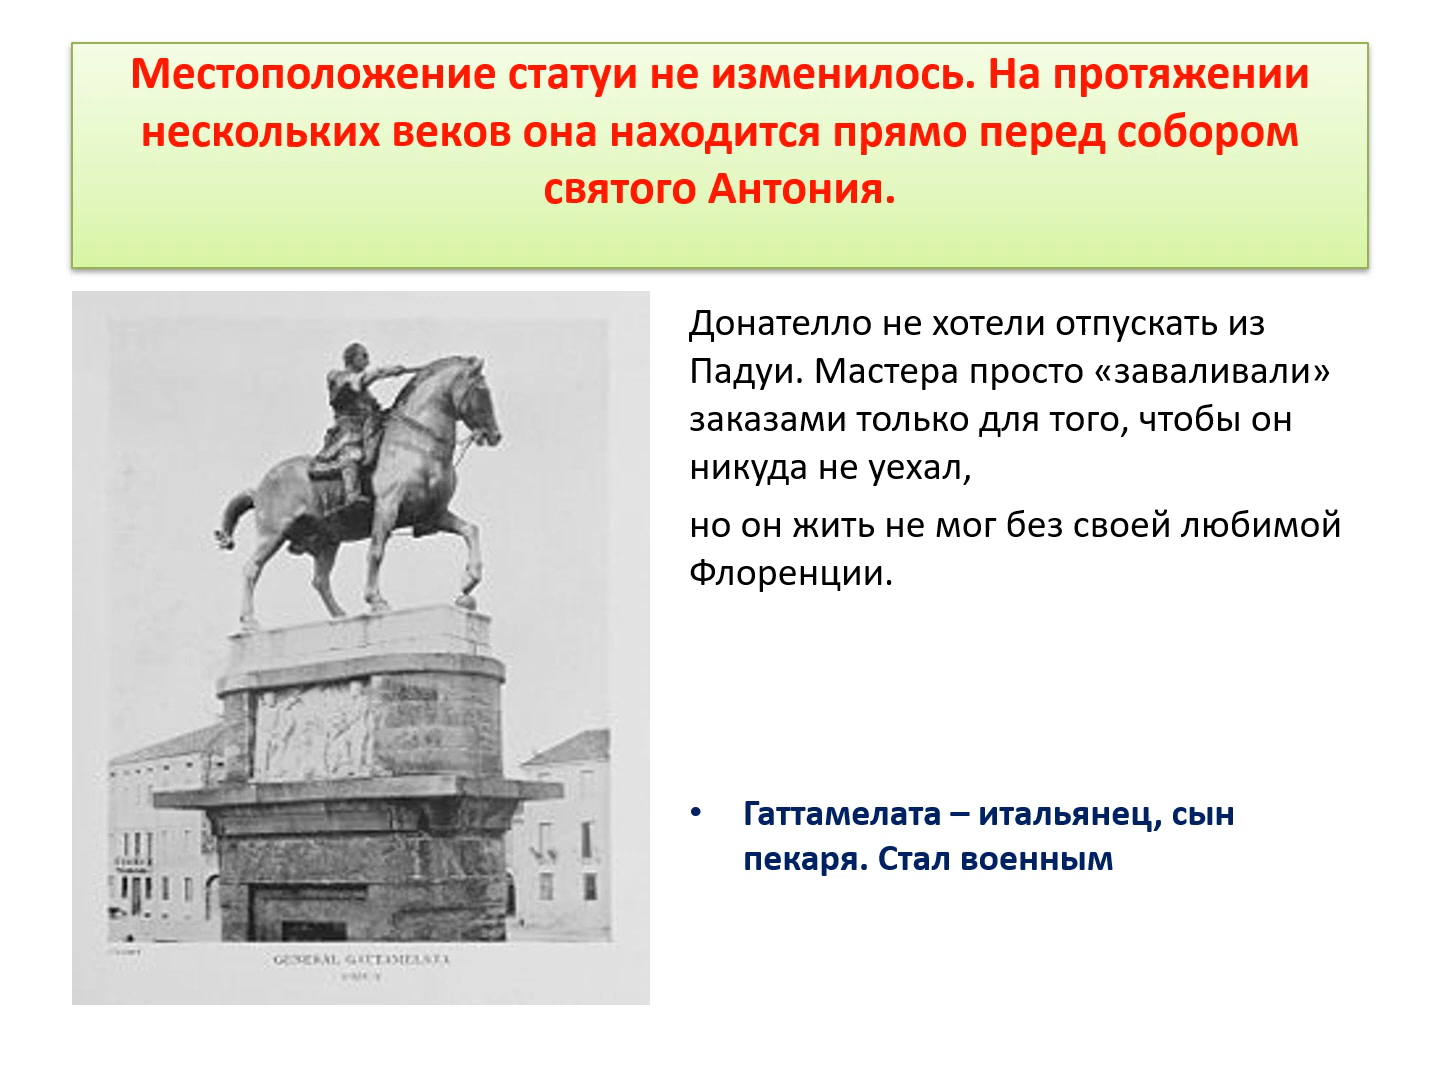 Местоположение статуи не изменилось. На протяжении
нескольких веков она находится прямо перед собором
святого Антония.
Донателло не хотели отпускать из
Падуи. Мастера просто «заваливали»
заказами только для того, чтобы он
никуда не уехал,
но он жить не мог без своей любимой
Флоренции.
• Гаттамелата – итальянец, сын
пекаря. Стал военным
GENERAL GATTAMELATA